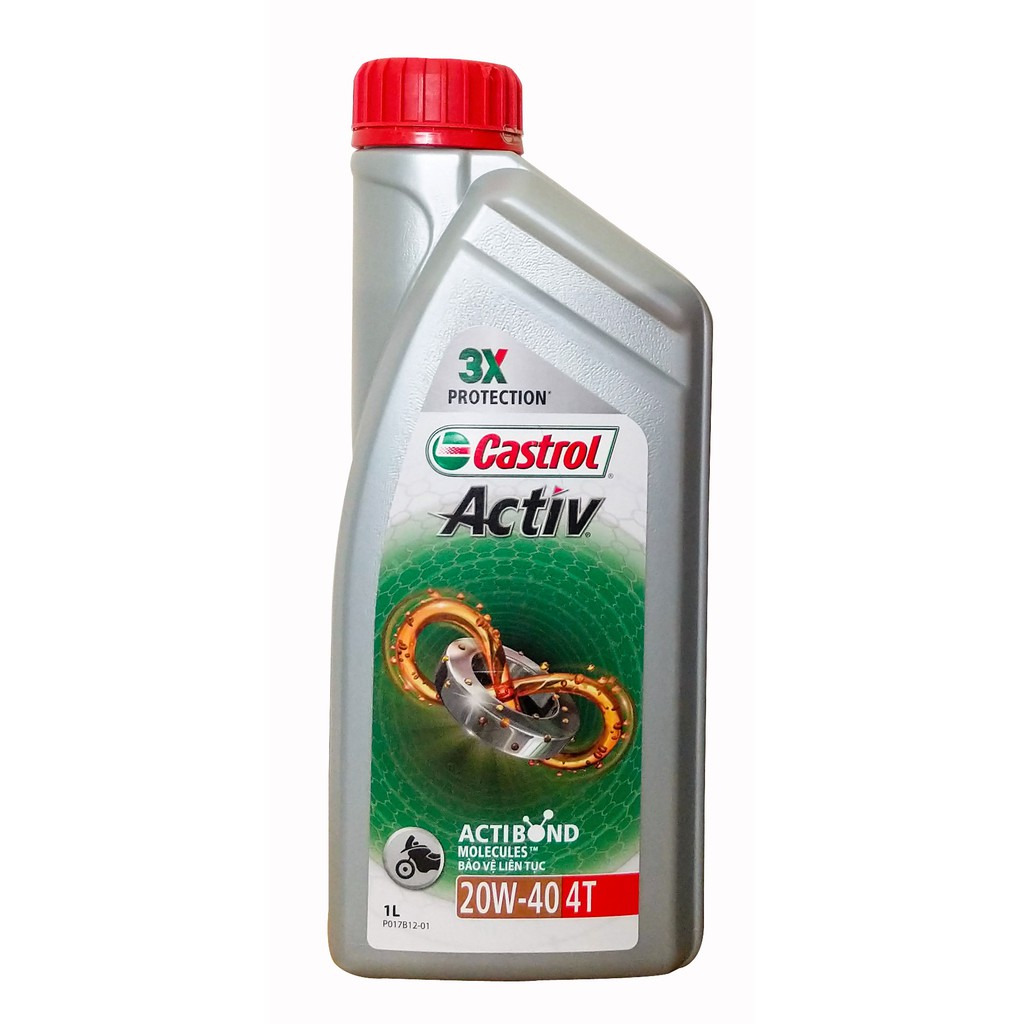 3X
PROTECTION*
Castrol®
Activ®
ACTIBOND
MOLECULES™
BẢO VỆ LIÊN TỤC
20W-40 4T
1L
P017B12-01